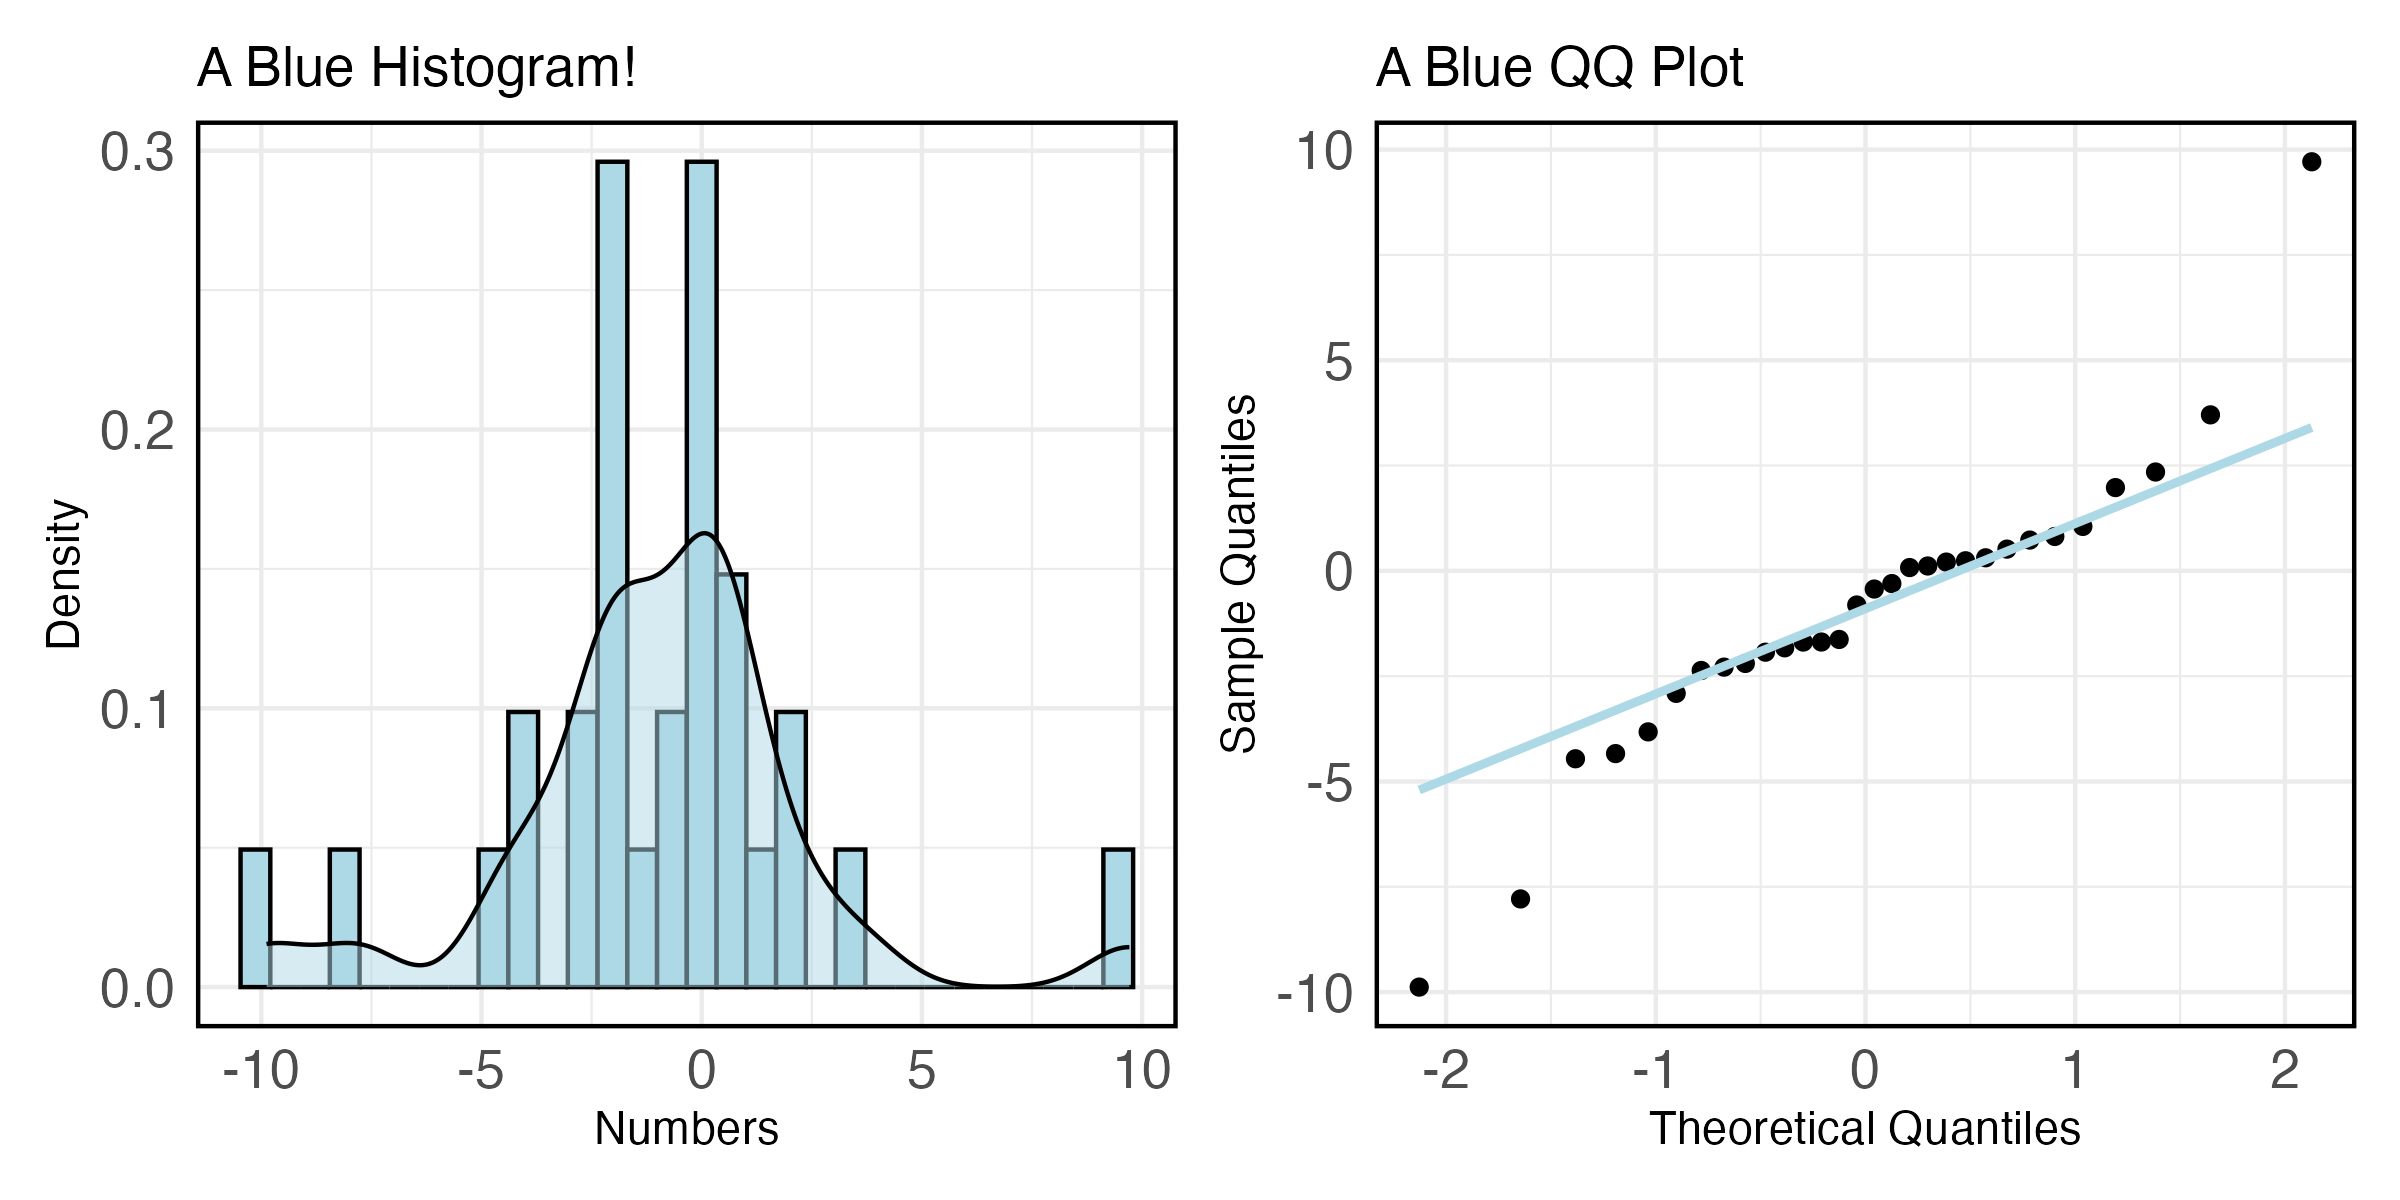 A Blue Histogram!
0.3
0.2
0.1
0.0
Density
-10 -5 0 5 10
Numbers
A Blue QQ Plot
10
5
0
-5
-10
Sample Quantiles
-2 -1 0 1 2
Theoretical Quantiles